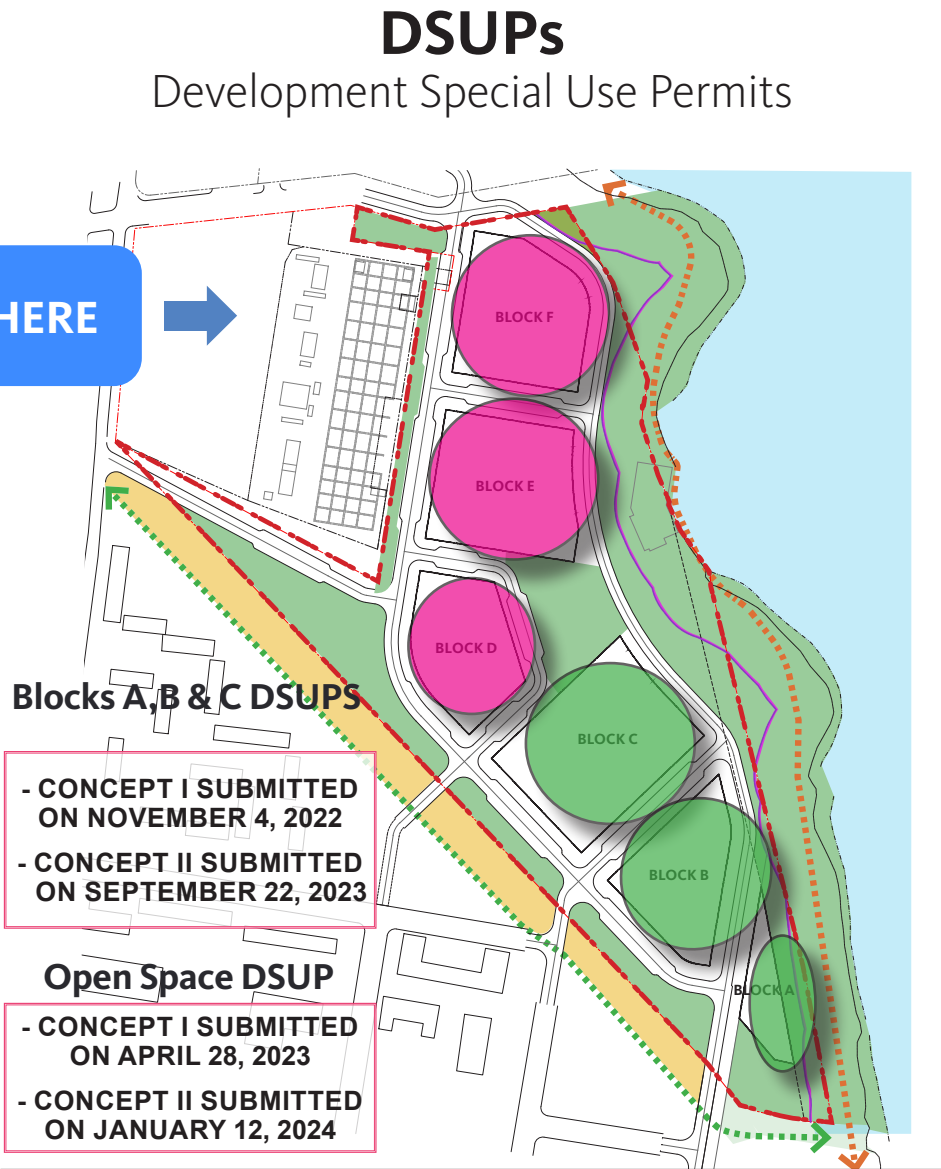 DSUPs
Development Special Use Permits
HERE
BLOCK F
BLOCK E
BLOCK D
BLOCK C
BLOCK B
BLOCK A
Blocks A,B & C DSUPS
- CONCEPT I SUBMITTED
ON NOVEMBER 4, 2022
- CONCEPT II SUBMITTED
ON SEPTEMBER 22, 2023
Open Space DSUP
- CONCEPT I SUBMITTED
ON APRIL 28, 2023
- CONCEPT II SUBMITTED
ON JANUARY 12, 2024